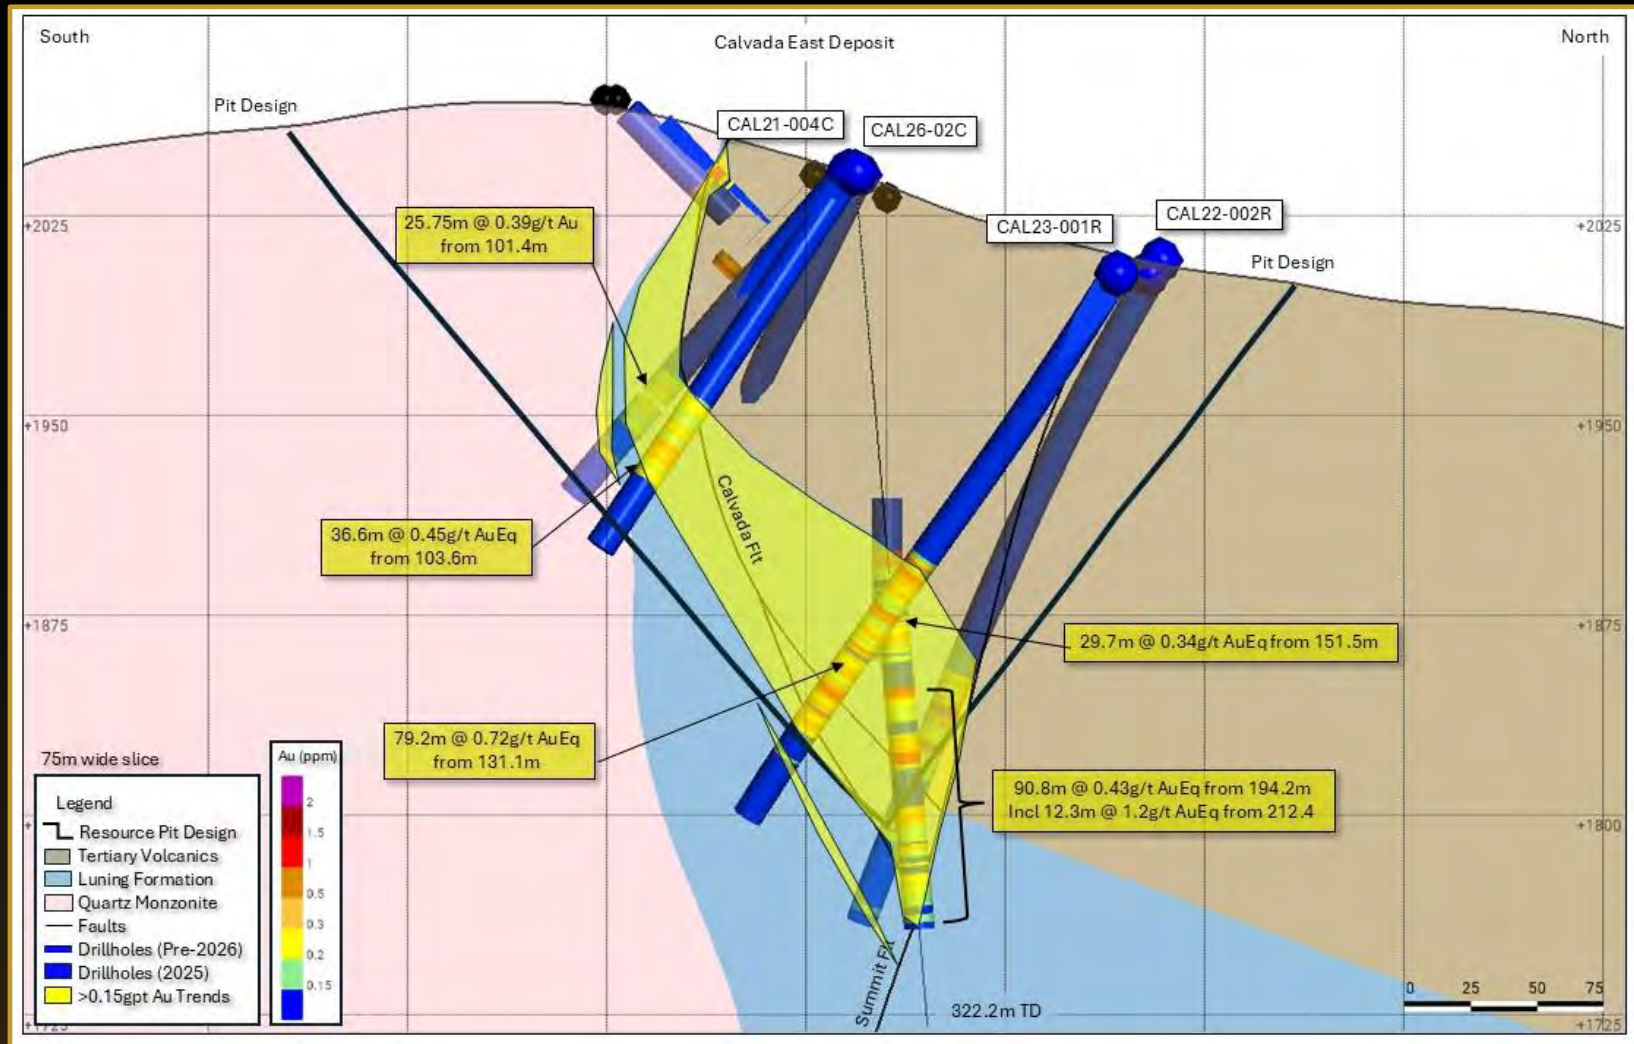 South
Calvada East Deposit
North
Pit Design
CAL21-004C
CAL26-02C
CAL23-001R
CAL22-002R
Pit Design
25.75m @ 0.39g/t Au
from 101.4m
+2025
+2025
+1950
+1950
Calvada Flt
36.6m @ 0.45g/t AuEq
from 103.6m
+1875
+1875
29.7m @ 0.34g/t AuEq from 151.5m
79.2m @ 0.72g/t AuEq
from 131.1m
90.8m @ 0.43g/t AuEq from 194.2m
Incl 12.3m @ 1.2g/t AuEq from 212.4
+1800
75m wide slice
Legend
Resource Pit Design
Tertiary Volcanics
Luning Formation
Quartz Monzonite
Faults
Drillholes (Pre-2026)
Drillholes (2025)
>0.15gpt Au Trends
Au (ppm)
2
1.5
1
0.5
0.3
0.2
0.15
Summit Flt
322.2m TD
0 25 50 75
+1725
+1725